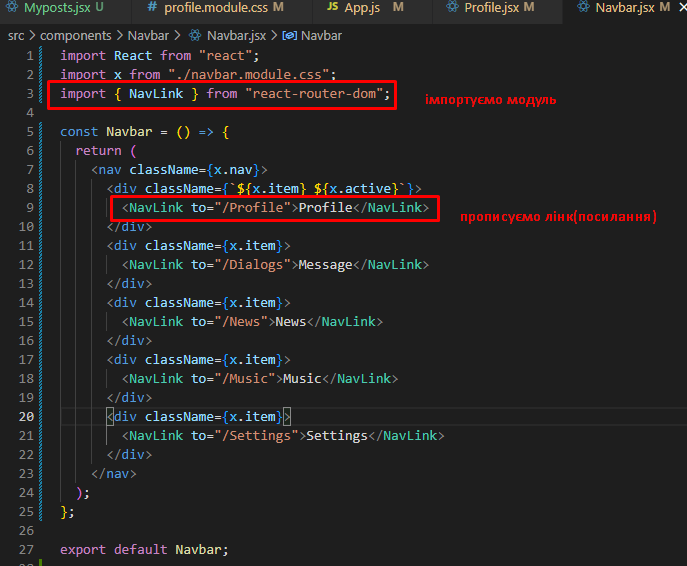 Myposts.jsx U # profile.module.css M JS App.js M Profile.jsx M Navbar.jsx M
src > components > Navbar > Navbar.jsx > Navbar
1 import React from "react";
2 import x from "./navbar.module.css";
3 import { NavLink } from "react-router-dom"; імпортуємо модуль
4
5 const Navbar = () => {
6 return (
7 <nav className={x.nav}>
8 <div className={`${x.item} ${x.active}`}>
9 <NavLink to="/Profile">Profile</NavLink> прописуємо лінк(посилання)
10 </div>
11 <div className={x.item}>
12 <NavLink to="/Dialogs">Message</NavLink>
13 </div>
14 <div className={x.item}>
15 <NavLink to="/News">News</NavLink>
16 </div>
17 <div className={x.item}>
18 <NavLink to="/Music">Music</NavLink>
19 </div>
20 <div className={x.item}>
21 <NavLink to="/Settings">Settings</NavLink>
22 </div>
23 </nav>
24 );
25 };
26
27 export default Navbar;